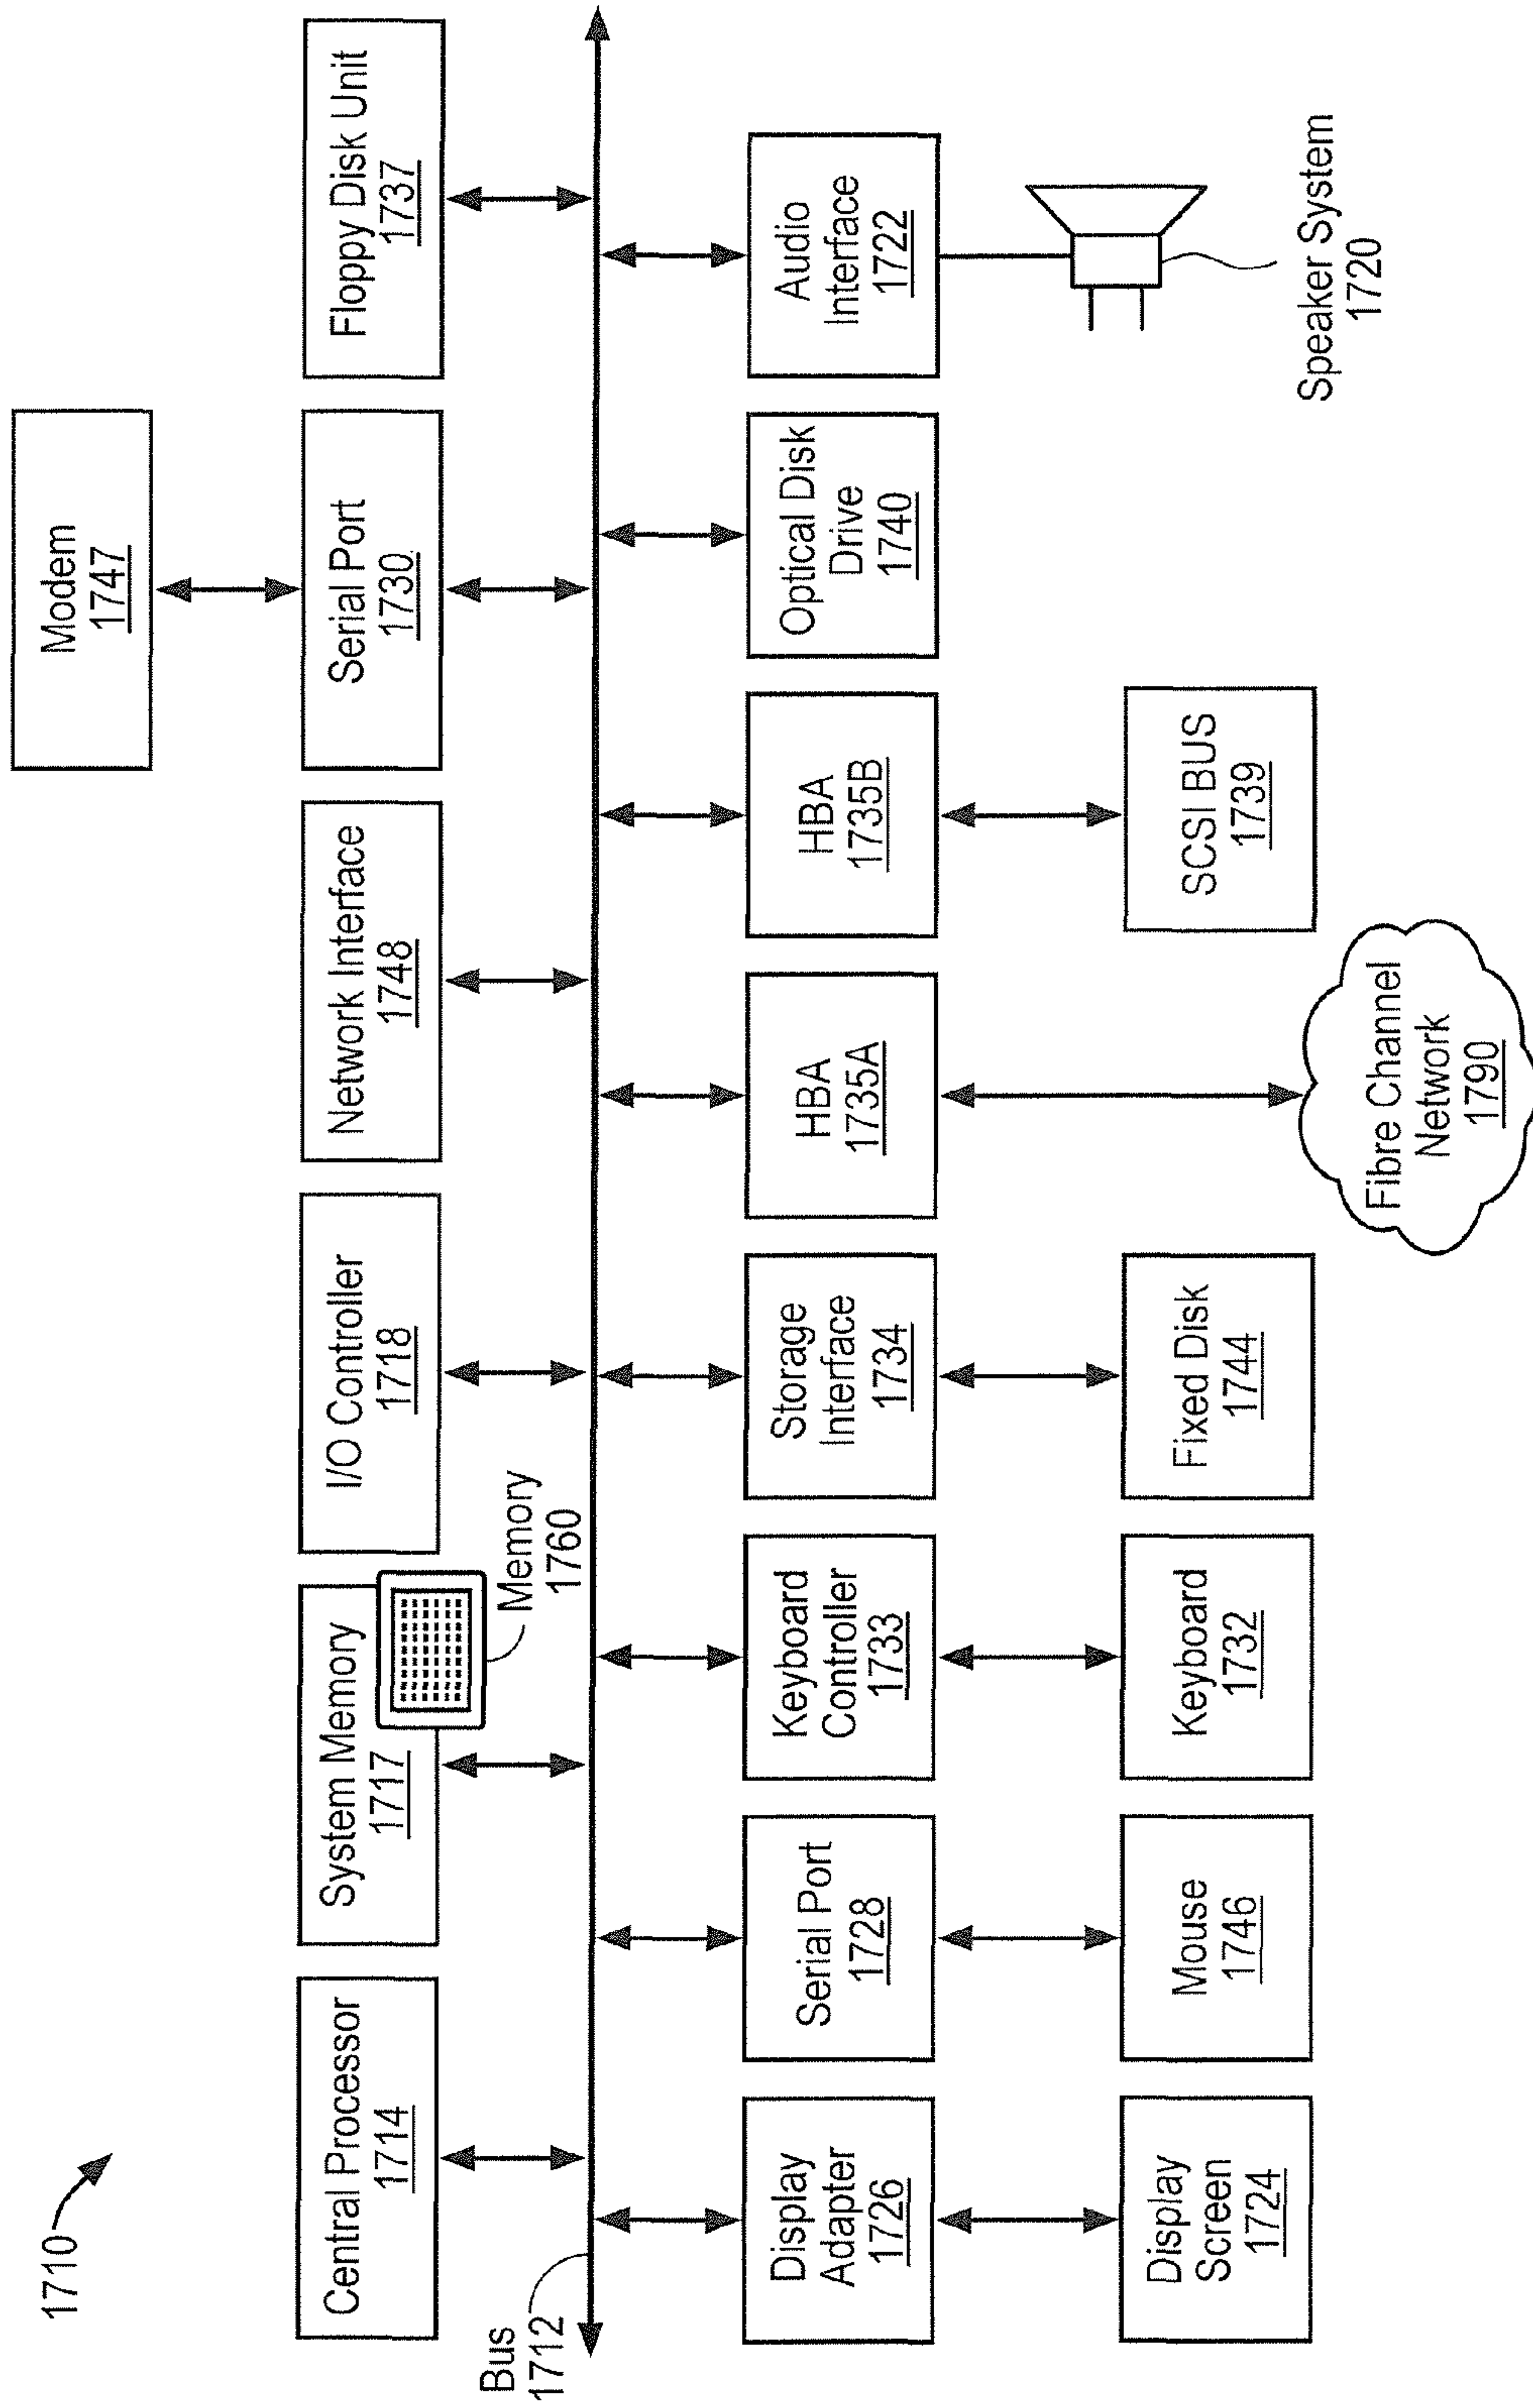 1710
Modem
1747
Central Processor
1714
System Memory
1717
I/O Controller
1718
Network Interface
1748
Serial Port
1730
Floppy Disk Unit
1737
Memory
1760
Bus
1712
Display
Adapter
1726
Serial Port
1728
Keyboard
Controller
1733
Storage
Interface
1734
HBA
1735A
HBA
1735B
Optical Disk
Drive
1740
Audio
Interface
1722
Display
Screen
1724
Mouse
1746
Keyboard
1732
Fixed Disk
1744
Fibre Channel
Network
1790
SCSI BUS
1739
Speaker System
1720